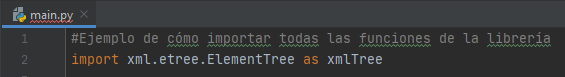 main.py
1 #Ejemplo de cómo importar todas las funciones de la librería
2 import xml.etree.ElementTree as xmlTree